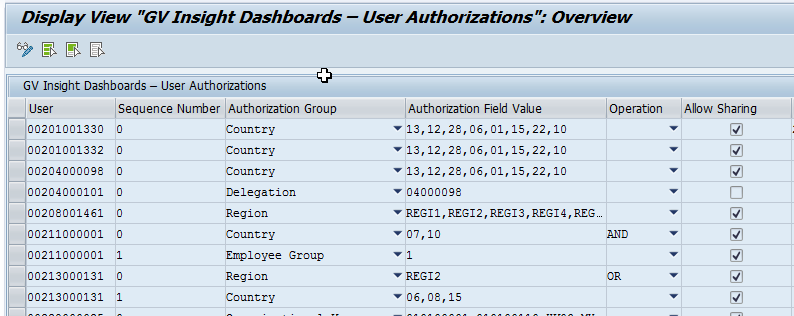 Display View "GV Insight Dashboards – User Authorizations": Overview
GV Insight Dashboards – User Authorizations
User Sequence Number Authorization Group Authorization Field Value Operation Allow Sharing
00201001330 0 Country 13,12,28,06,01,15,22,10
00201001332 0 Country 13,12,28,06,01,15,22,10
00204000098 0 Country 13,12,28,06,01,15,22,10
00204000101 0 Delegation 04000098
00208001461 0 Region REGI1,REGI2,REGI3,REGI4,REG...
00211000001 0 Country 07,10 AND
00211000001 1 Employee Group 1
00213000131 0 Region REGI2 OR
00213000131 1 Country 06,08,15